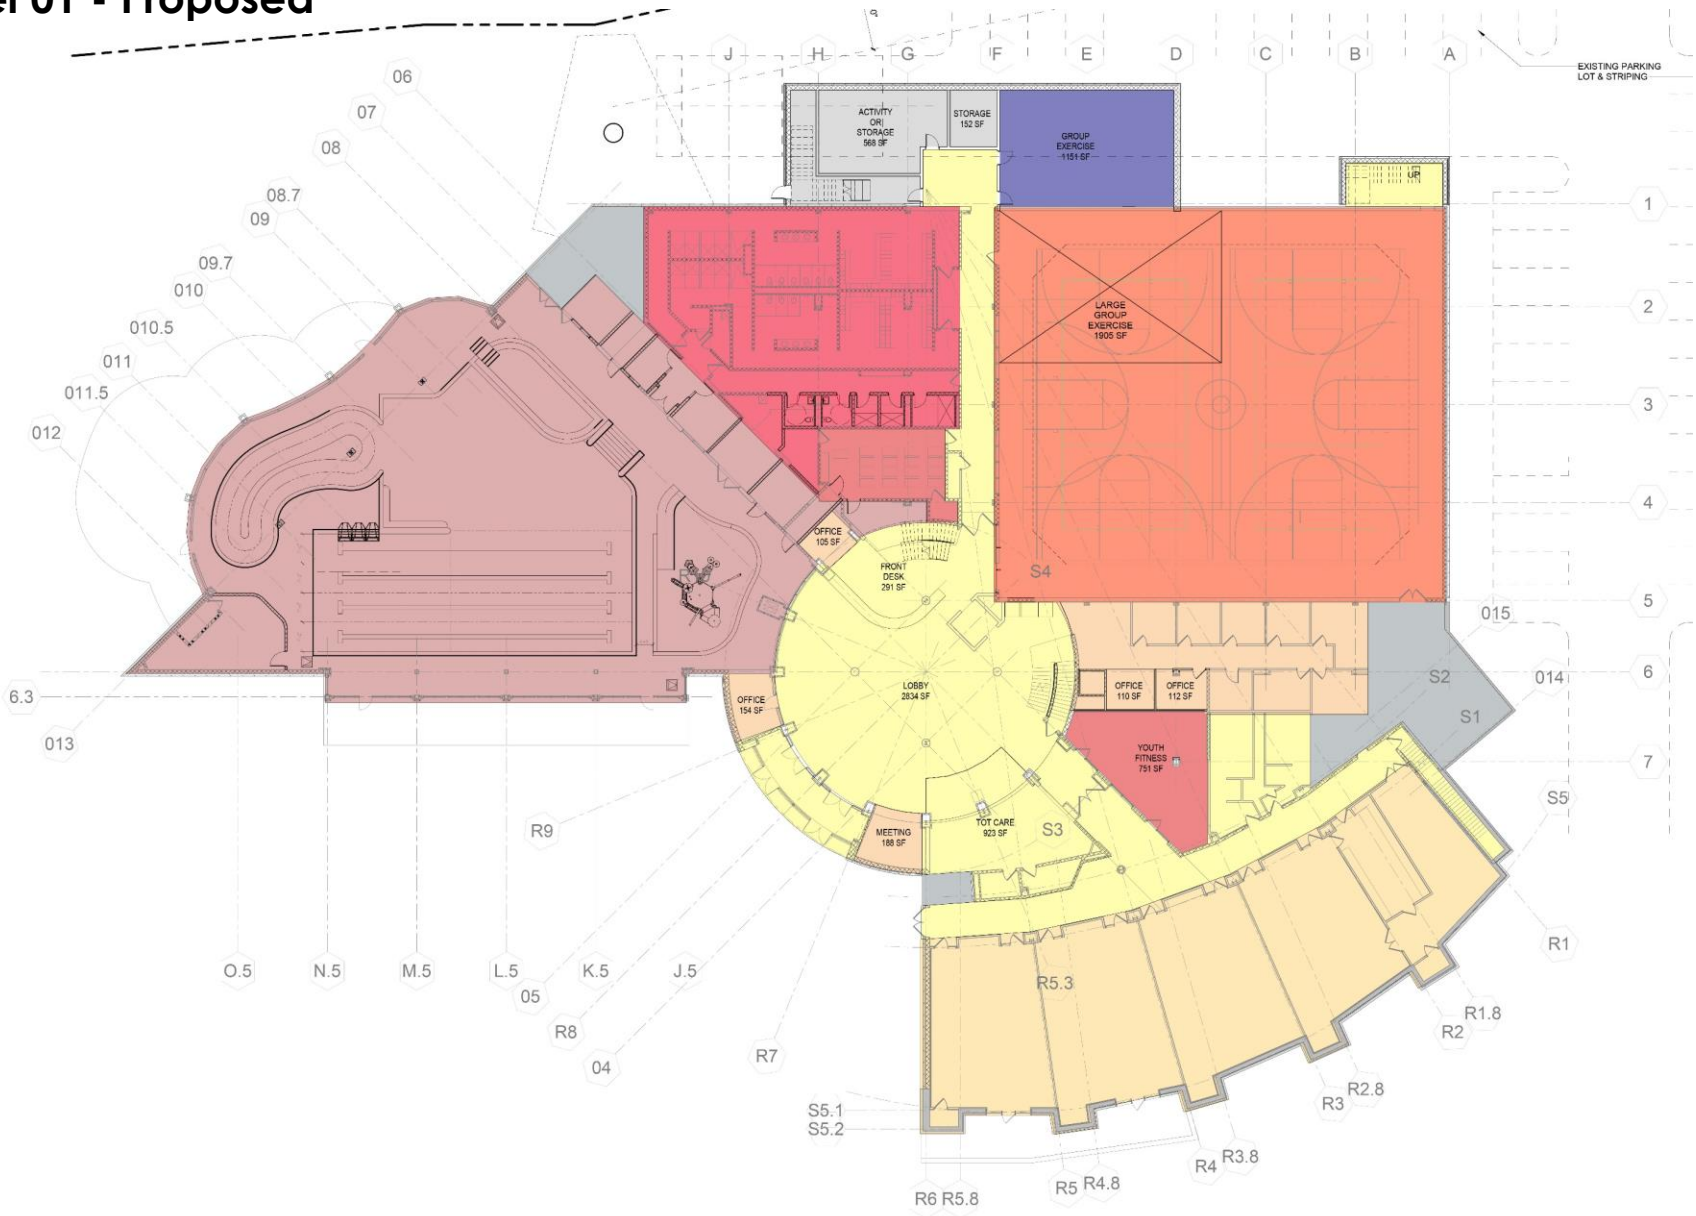 el 01 - Proposed
EXISTING PARKING
LOT & STRIPING
J
H
G
F
E
D
C
B
A
06
07
08
08.7
09
09.7
010
010.5
011
011.5
012
ACTIVITY
OR
STORAGE
568 SF
STORAGE
152 SF
GROUP
EXERCISE
1151 SF
UP
1
2
3
4
5
6
7
LARGE
GROUP
EXERCISE
1905 SF
OFFICE
105 SF
FRONT
DESK
291 SF
S4
015
S2
014
S1
S5
6.3
013
OFFICE
154 SF
LOBBY
2834 SF
OFFICE
110 SF
OFFICE
112 SF
YOUTH
FITNESS
751 SF
R9
MEETING
188 SF
TOT CARE
923 SF
S3
R1
O.5
N.5
M.5
L.5
K.5
J.5
05
R8
04
R7
R5.3
R1.8
R2
R2.8
R3
S5.1
S5.2
R3.8
R4
R4.8
R5
R5.8
R6